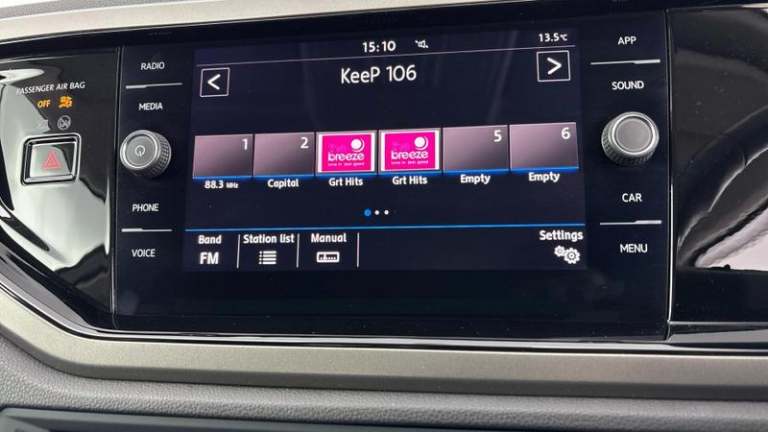 PASSENGER AIR BAG
OFF
RADIO
MEDIA
PHONE
VOICE
15:10
13.5°C
KeeP 106
1
2
5
6
breeze
breeze
88.3 MHz
Capital
Grt Hits
Grt Hits
Empty
Empty
Band
FM
Station list
Manual
Settings
APP
SOUND
CAR
MENU